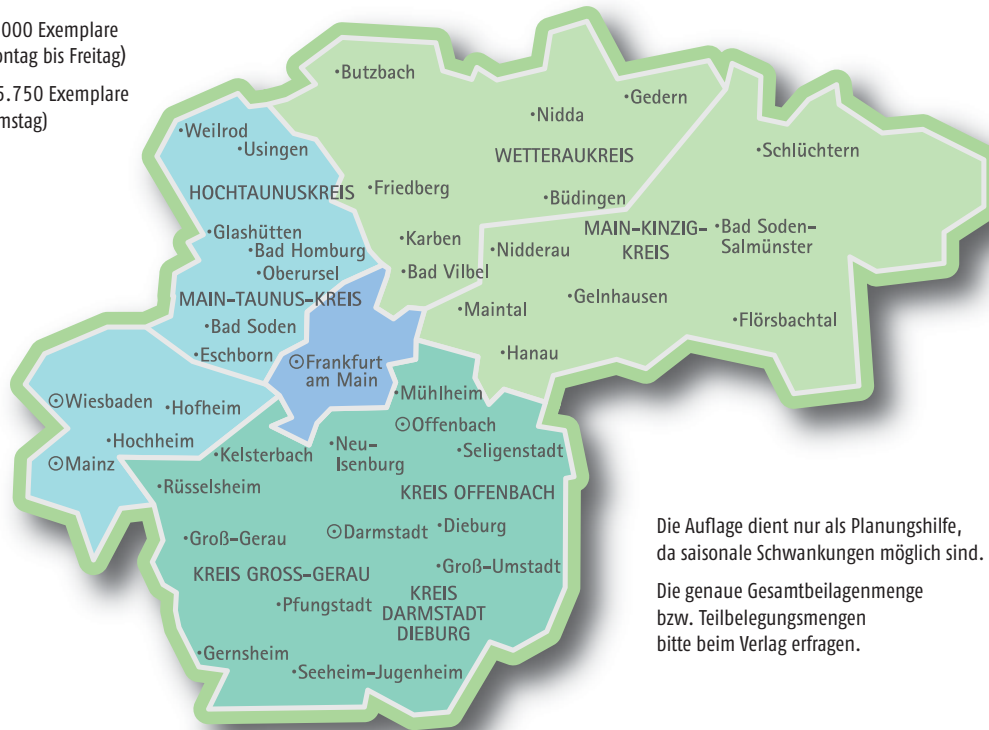 000 Exemplare
ontag bis Freitag)
5.750 Exemplare
mstag)
•Butzbach
•Gedern
•Nidda
•Weilrod
•Usingen
WETTERAUKREIS
•Schlüchtern
HOCHTAUNUSKREIS
•Friedberg
•Büdingen
•Glashütten
•Bad Homburg
•Oberursel
•Karben
•Bad Vilbel
•Nidderau
MAIN-KINZIG-
KREIS
•Bad Soden-
Salmünster
MAIN-TAUNUS-KREIS
•Gelnhausen
•Maintal
•Flörsbachtal
•Bad Soden
•Eschborn
•Hanau
⊙Frankfurt
am Main
•Mühlheim
⊙Wiesbaden
•Hofheim
⊙Offenbach
•Hochheim
•Kelsterbach
•Neu-
Isenburg
•Seligenstadt
⊙Mainz
•Rüsselsheim
KREIS OFFENBACH
•Groß-Gerau
⊙Darmstadt
•Dieburg
•Groß-Umstadt
KREIS GROSS-GERAU
KREIS
DARMSTADT
DIEBURG
•Pfungstadt
•Gernsheim
•Seeheim-Jugenheim
Die Auflage dient nur als Planungshilfe,
da saisonale Schwankungen möglich sind.
Die genaue Gesamtbeilagenmenge
bzw. Teilbelegungsmengen
bitte beim Verlag erfragen.